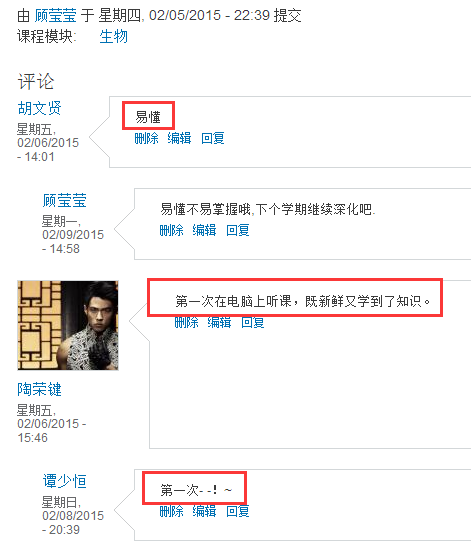 由 顾莹莹 于 星期四, 02/05/2015 - 22:39 提交
课程模块: 生物
评论
胡文贤
星期五,
02/06/2015
- 14:01
易懂
删除 编辑 回复
顾莹莹
星期一,
02/09/2015
- 14:58
易懂不易掌握哦,下个学期继续深化吧.
删除 编辑 回复
第一次在电脑上听课，既新鲜又学到了知识。
删除 编辑 回复
陶荣键
星期五,
02/06/2015 -
15:46
谭少恒
星期日,
02/08/2015
- 20:39
第一次- -！~
删除 编辑 回复